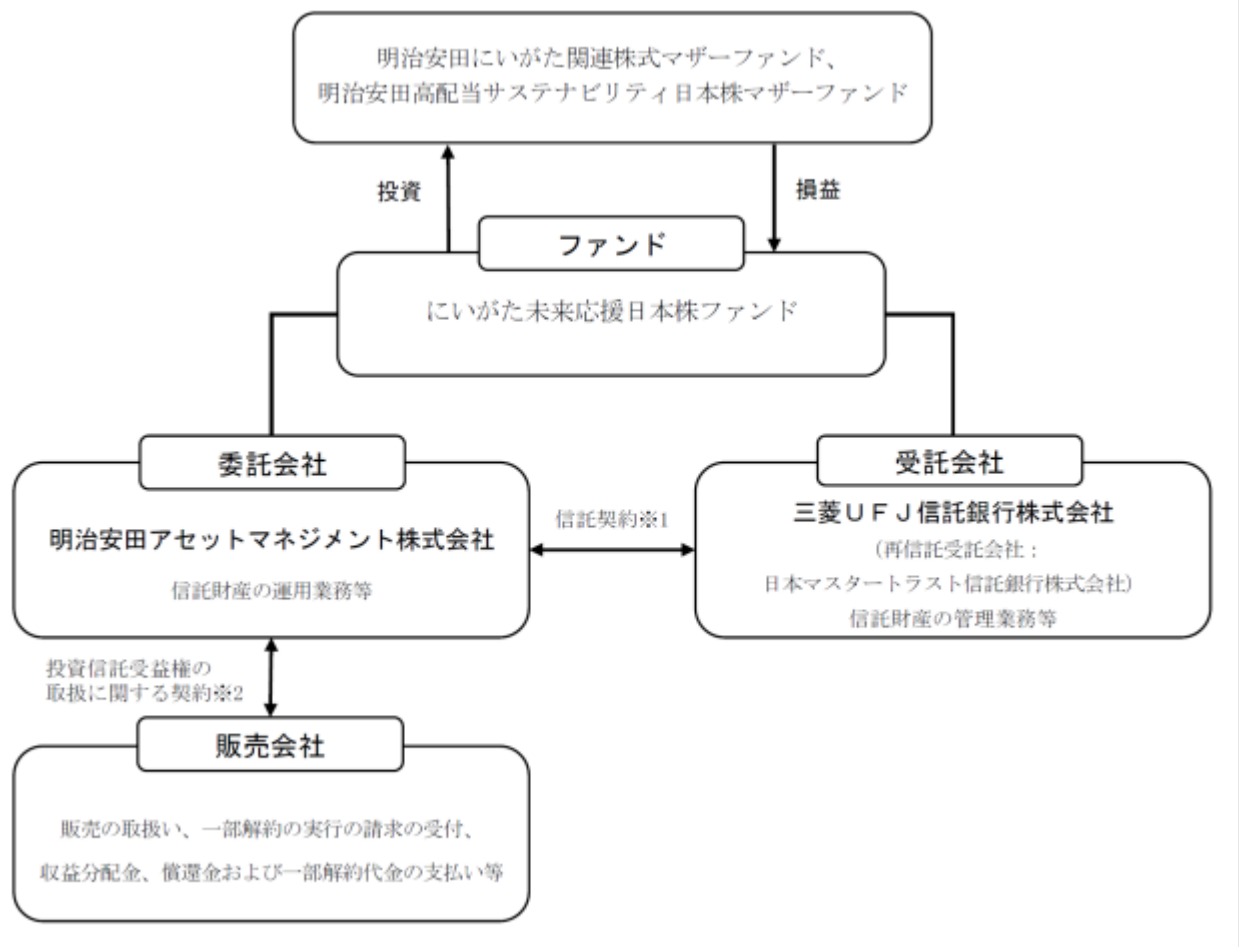 明治安田にいがた関連株式マザーファンド、
明治安田高配当サステナビリティ日本株マザーファンド
投資
損益
ファンド
にいがた未来応援日本株ファンド
委託会社
明治安田アセットマネジメント株式会社
信託財産の運用業務等
信託契約※1
受託会社
三菱UFJ信託銀行株式会社
(再信託受託会社:
日本マスタートラスト信託銀行株式会社)
信託財産の管理業務等
投資信託受益権の
取扱に関する契約※2
販売会社
販売の取扱い、一部解約の実行の請求の受付、
収益分配金、償還金および一部解約代金の支払い等